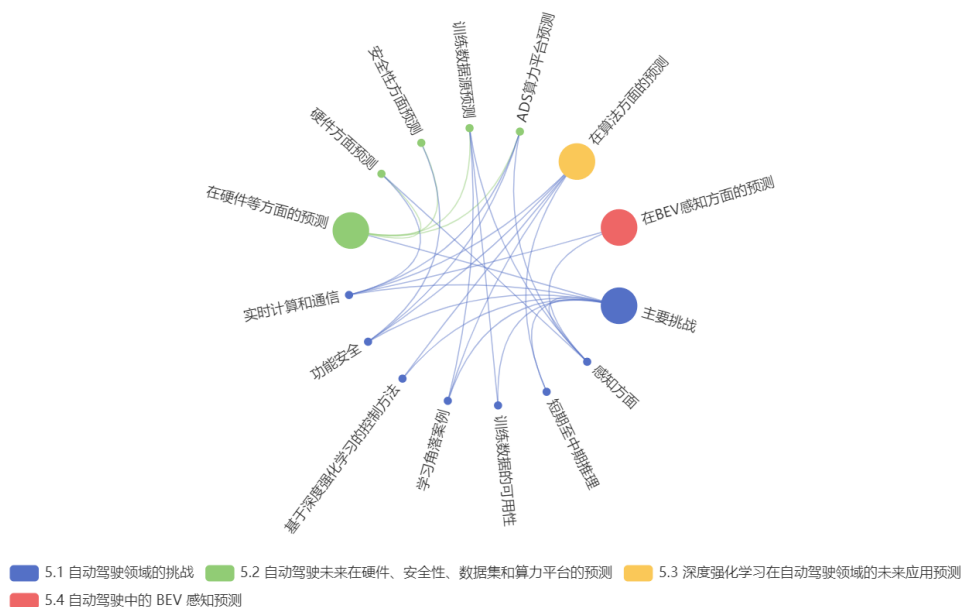 训练数据源预测
ADS算力平台预测
安全性方面预测
在算法方面的预测
硬件方面预测
在BEV感知方面的预测
在硬件等方面的预测
实时计算和通信
主要挑战
功能安全
感知方面
基于深度强化学习的控制方法
学习角落案例
训练数据的可用性
短期至中期推理
5.1 自动驾驶领域的挑战
5.2 自动驾驶未来在硬件、安全性、数据集和算力平台的预测
5.3 深度强化学习在自动驾驶领域的未来应用预测
5.4 自动驾驶中的 BEV 感知预测